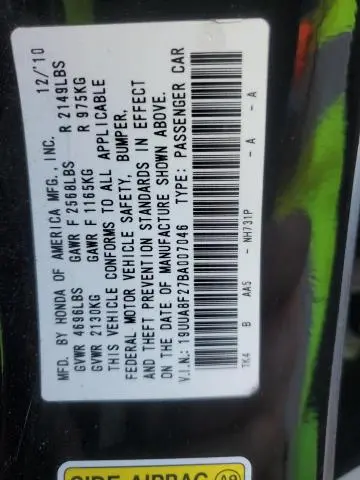 MFD. BY HONDA OF AMERICA MFG., INC. 12/10
GVWR 4696LBS GAWR F 2568LBS R 2149LBS
GVWR 2130KG GAWR F 1165KG R 975KG
THIS VEHICLE CONFORMS TO ALL APPLICABLE
FEDERAL MOTOR VEHICLE SAFETY, BUMPER,
AND THEFT PREVENTION STANDARDS IN EFFECT
ON THE DATE OF MANUFACTURE SHOWN ABOVE.
V.I.N.: 19UUA8F27BA007046 TYPE: PASSENGER CAR
TK4 B AA5 - NH731P - A - A
SIDE AIRBAG